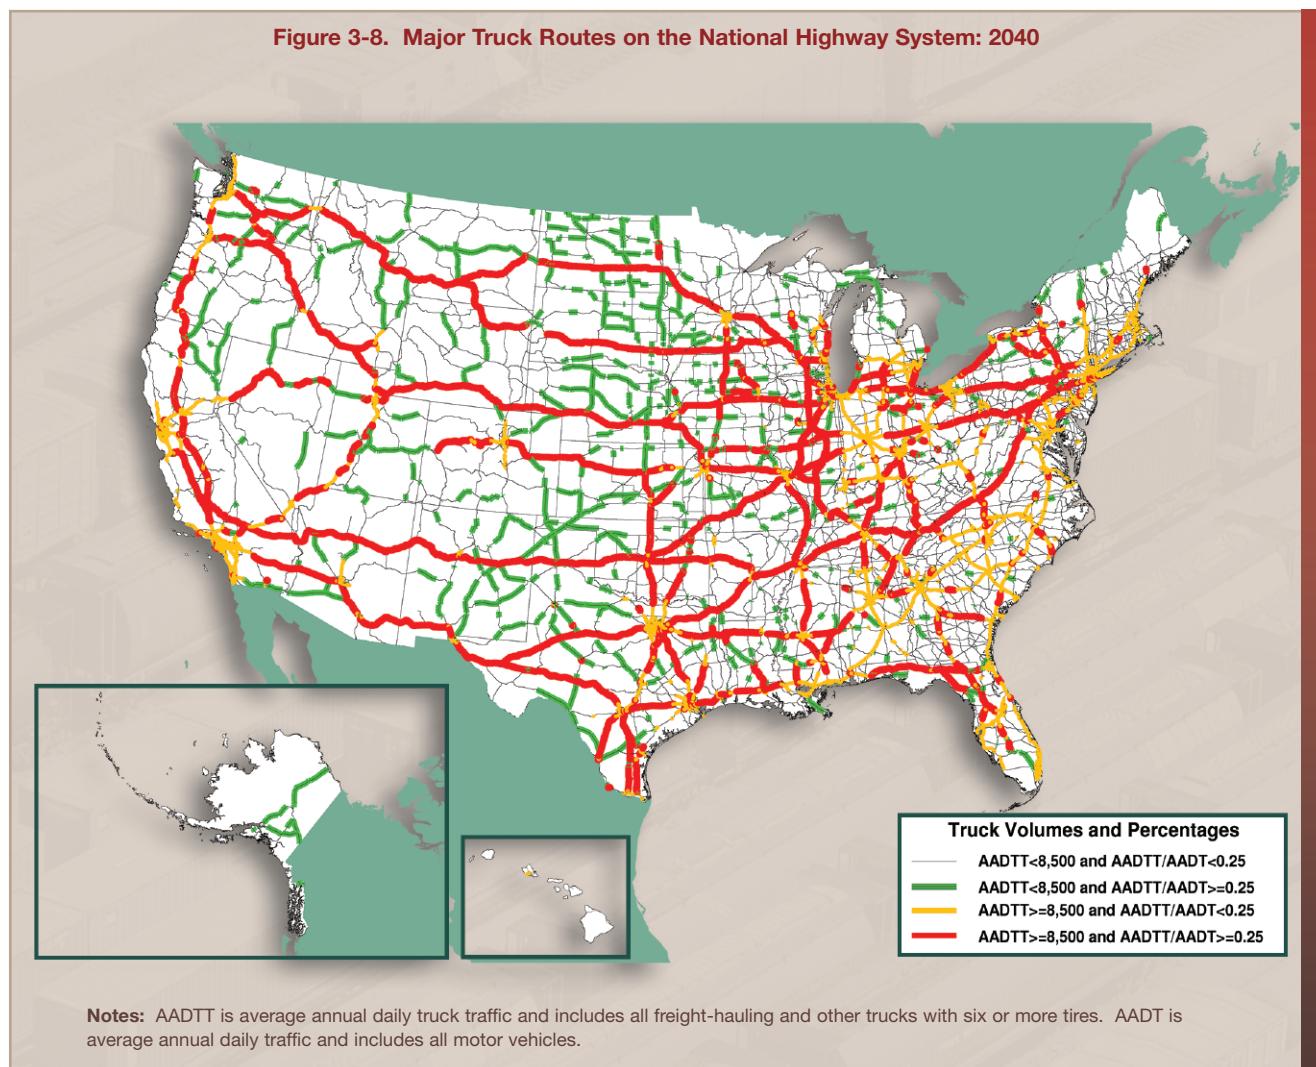 Figure 3-8. Major Truck Routes on the National Highway System: 2040
Truck Volumes and Percentages
AADTT<8,500 and AADTT/AADT<0.25
AADTT<8,500 and AADTT/AADT>=0.25
AADTT>=8,500 and AADTT/AADT<0.25
AADTT>=8,500 and AADTT/AADT>=0.25
Notes: AADTT is average annual daily truck traffic and includes all freight-hauling and other trucks with six or more tires. AADT is
average annual daily traffic and includes all motor vehicles.